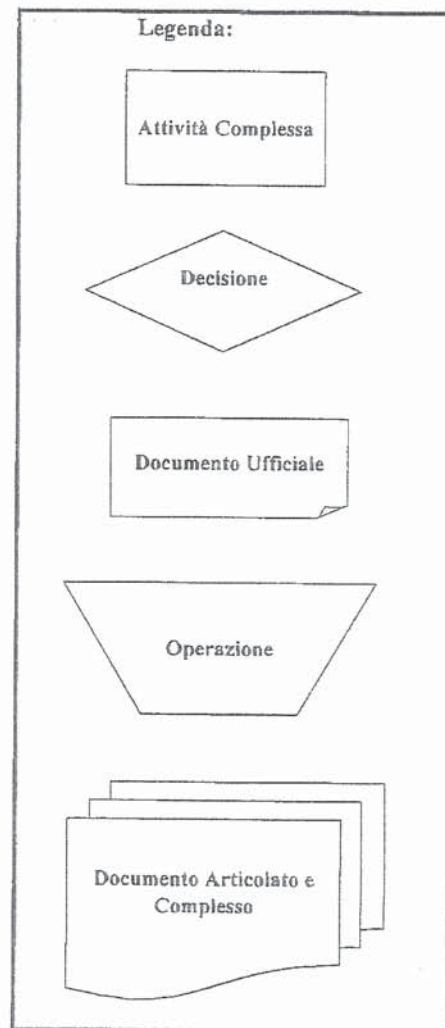 Legenda:
Attività Complessa
Decisione
Documento Ufficiale
Operazione
Documento Articolato e
Complesso